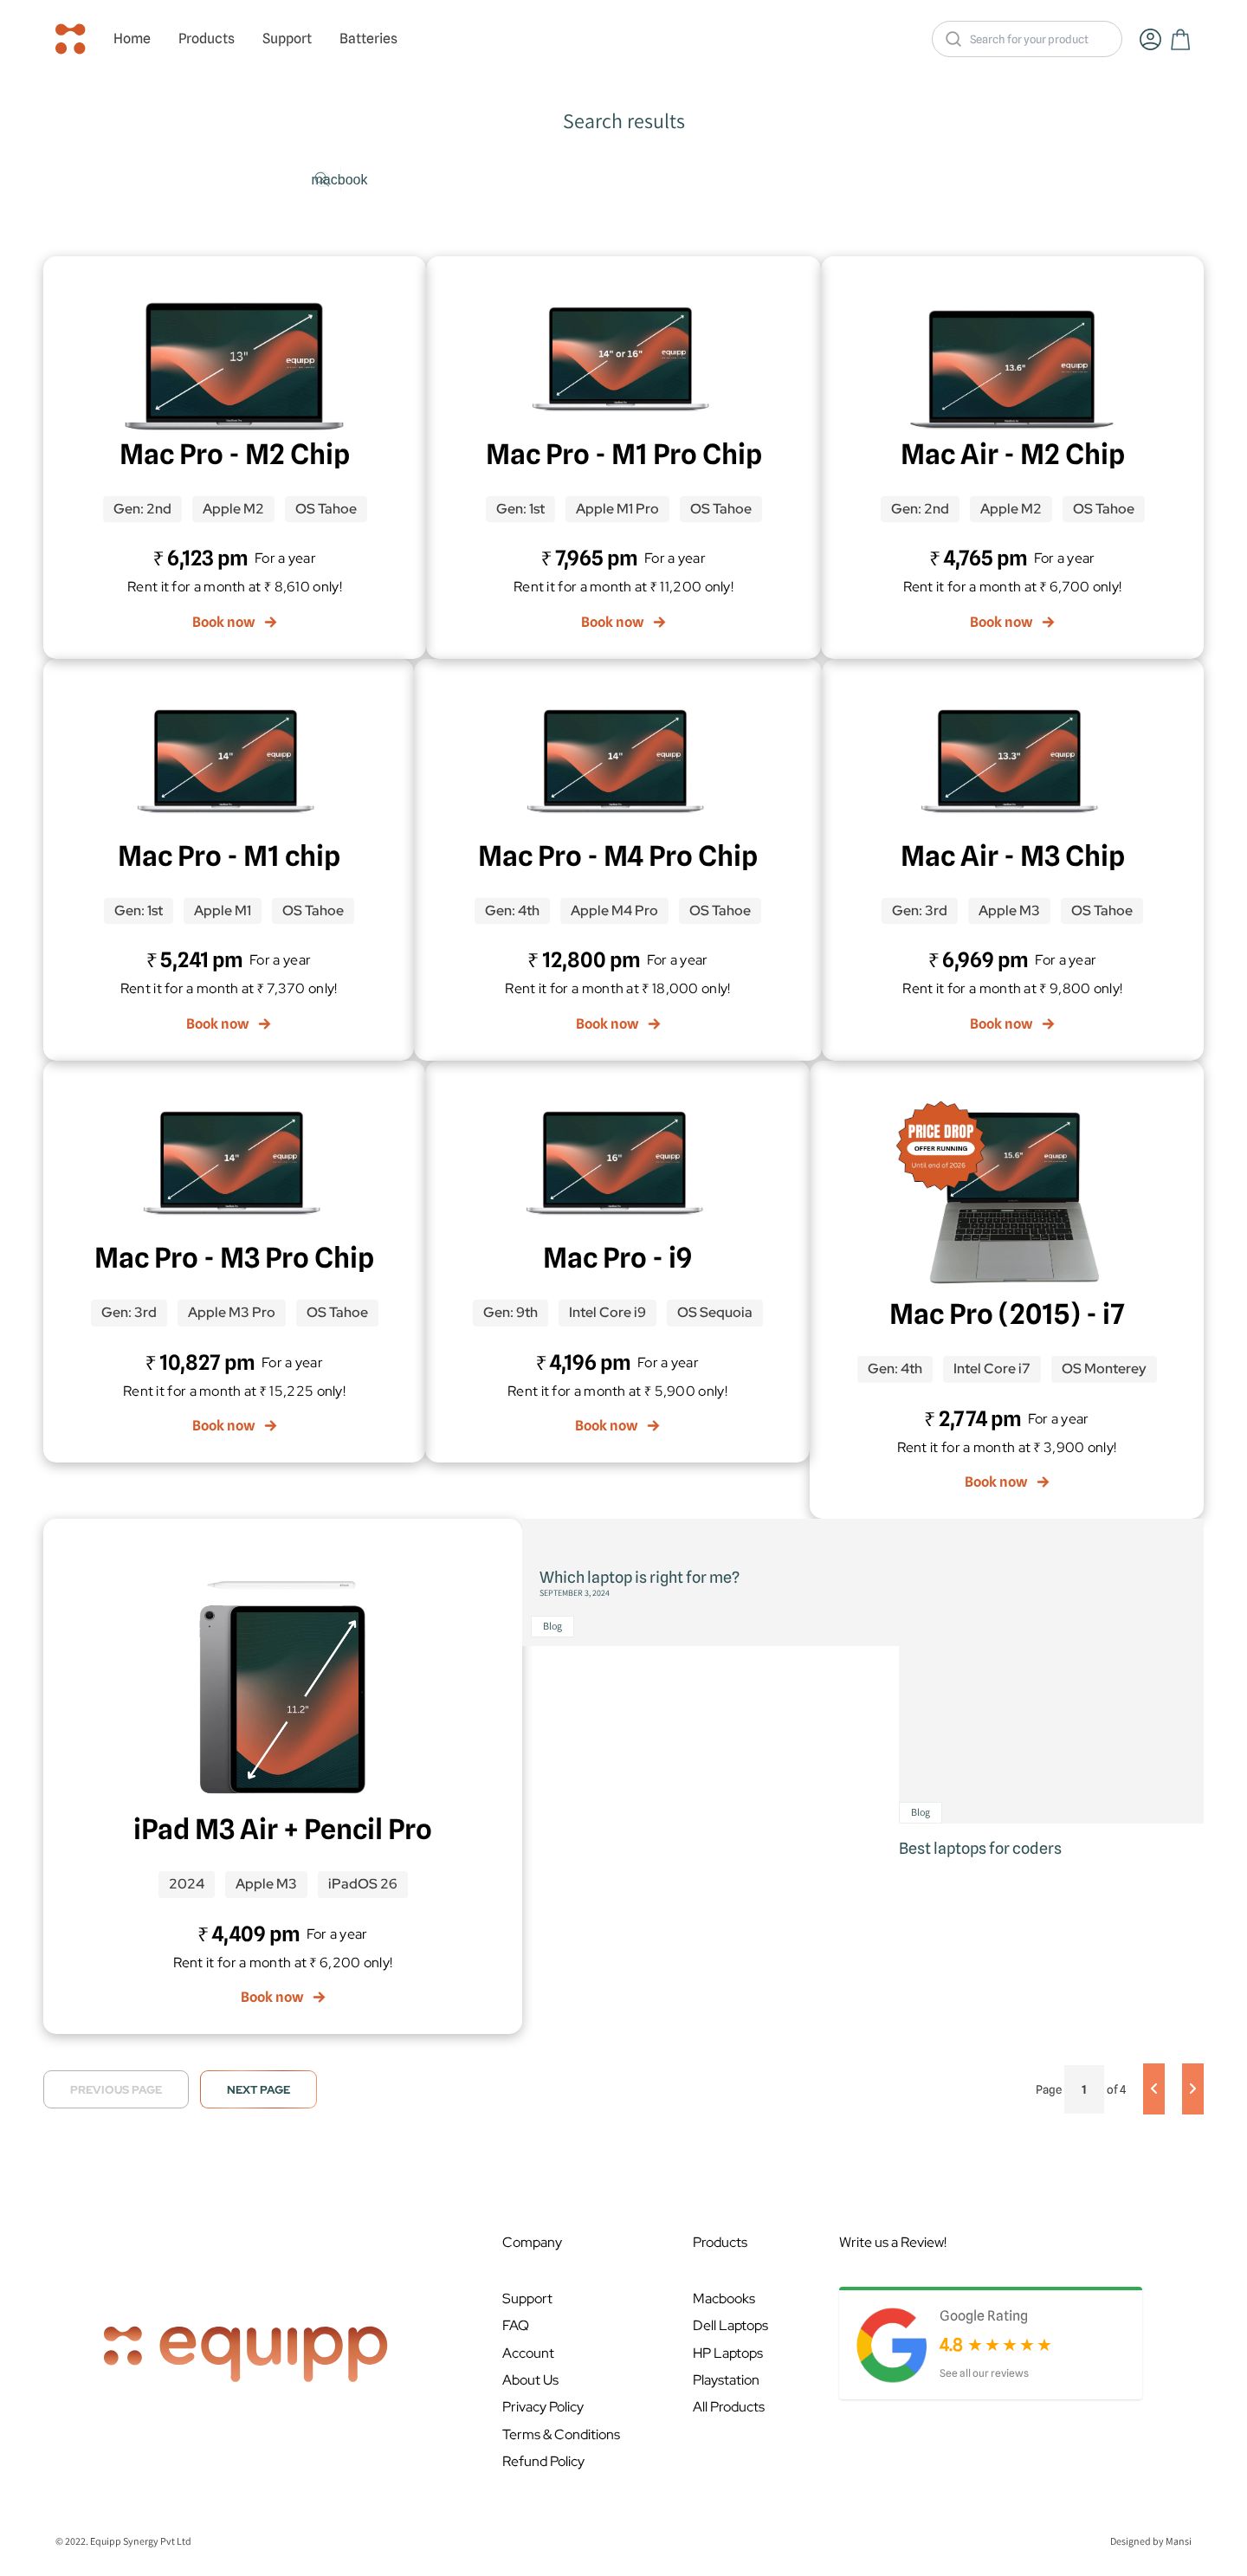 Home Products Support Batteries Search for your product
Search results
macbook
13" equipp
14" or 16" equipp
13.6" equipp
Mac Pro - M2 Chip Mac Pro - M1 Pro Chip Mac Air - M2 Chip
Gen: 2nd Apple M2 OS Tahoe Gen: 1st Apple M1 Pro OS Tahoe Gen: 2nd Apple M2 OS Tahoe
₹ 6,123 pm For a year ₹ 7,965 pm For a year ₹ 4,765 pm For a year
Rent it for a month at ₹ 8,610 only! Rent it for a month at ₹ 11,200 only! Rent it for a month at ₹ 6,700 only!
Book now Book now Book now
14" equipp
14" equipp
13.3" equipp
Mac Pro - M1 chip Mac Pro - M4 Pro Chip Mac Air - M3 Chip
Gen: 1st Apple M1 OS Tahoe Gen: 4th Apple M4 Pro OS Tahoe Gen: 3rd Apple M3 OS Tahoe
₹ 5,241 pm For a year ₹ 12,800 pm For a year ₹ 6,969 pm For a year
Rent it for a month at ₹ 7,370 only! Rent it for a month at ₹ 18,000 only! Rent it for a month at ₹ 9,800 only!
Book now Book now Book now
14" equipp
16" equipp
PRICE DROP
OFFER RUNNING
Until end of 2026
15.6" equipp
Mac Pro - M3 Pro Chip Mac Pro - i9
Gen: 3rd Apple M3 Pro OS Tahoe Gen: 9th Intel Core i9 OS Sequoia
₹ 10,827 pm For a year ₹ 4,196 pm For a year
Rent it for a month at ₹ 15,225 only! Rent it for a month at ₹ 5,900 only!
Book now Book now
Mac Pro (2015) - i7
Gen: 4th Intel Core i7 OS Monterey
₹ 2,774 pm For a year
Rent it for a month at ₹ 3,900 only!
Book now
11.2"
iPad M3 Air + Pencil Pro
2024 Apple M3 iPadOS 26
₹ 4,409 pm For a year
Rent it for a month at ₹ 6,200 only!
Book now
Which laptop is right for me?
SEPTEMBER 3, 2024
Blog
Blog
Best laptops for coders
PREVIOUS PAGE NEXT PAGE Page 1 of 4
equipp
Company
Support
FAQ
Account
About Us
Privacy Policy
Terms & Conditions
Refund Policy
Products
Macbooks
Dell Laptops
HP Laptops
Playstation
All Products
Write us a Review!
Google Rating
4.8 ★★★★★
See all our reviews
© 2022. Equipp Synergy Pvt Ltd Designed by Mansi